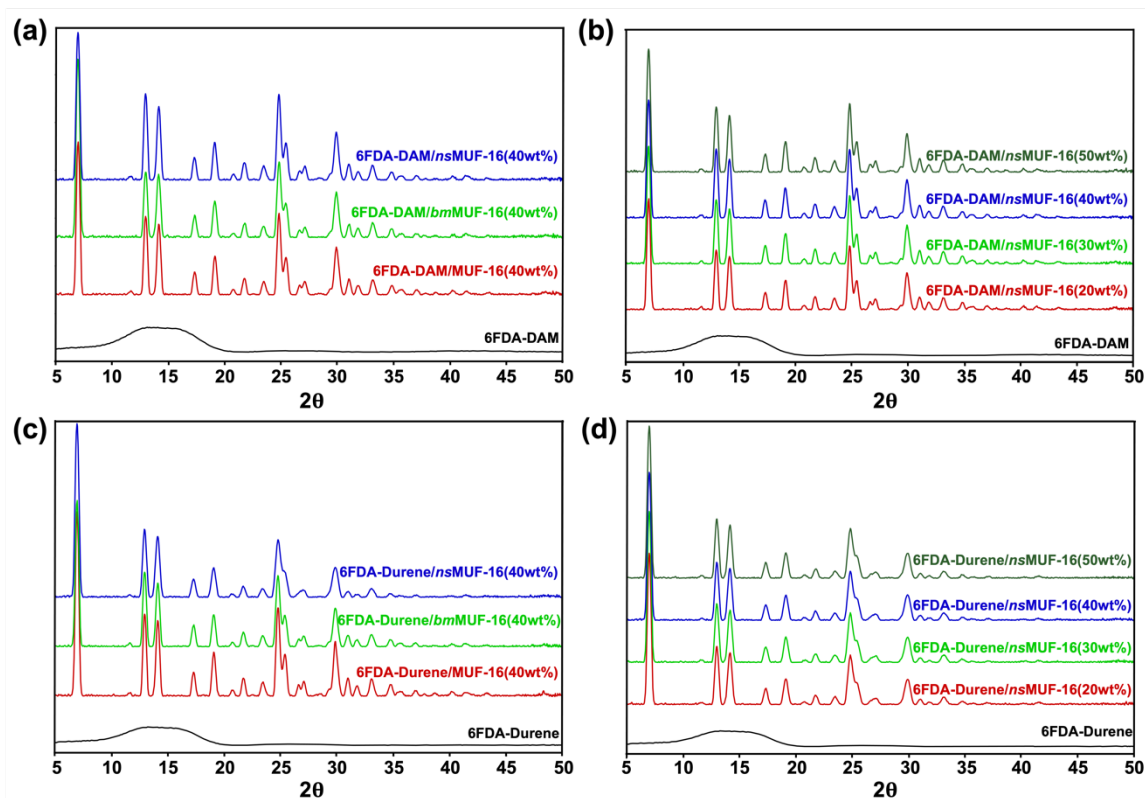 (a)
6FDA-DAM/nsMUF-16(40wt%)
6FDA-DAM/bmMUF-16(40wt%)
6FDA-DAM/MUF-16(40wt%)
6FDA-DAM
5 10 15 20 25 30 35 40 45 50
2θ
(b)
6FDA-DAM/nsMUF-16(50wt%)
6FDA-DAM/nsMUF-16(40wt%)
6FDA-DAM/nsMUF-16(30wt%)
6FDA-DAM/nsMUF-16(20wt%)
6FDA-DAM
5 10 15 20 25 30 35 40 45 50
2θ
(c)
6FDA-Durene/nsMUF-16(40wt%)
6FDA-Durene/bmMUF-16(40wt%)
6FDA-Durene/MUF-16(40wt%)
6FDA-Durene
5 10 15 20 25 30 35 40 45 50
2θ
(d)
6FDA-Durene/nsMUF-16(50wt%)
6FDA-Durene/nsMUF-16(40wt%)
6FDA-Durene/nsMUF-16(30wt%)
6FDA-Durene/nsMUF-16(20wt%)
6FDA-Durene
5 10 15 20 25 30 35 40 45 50
2θ